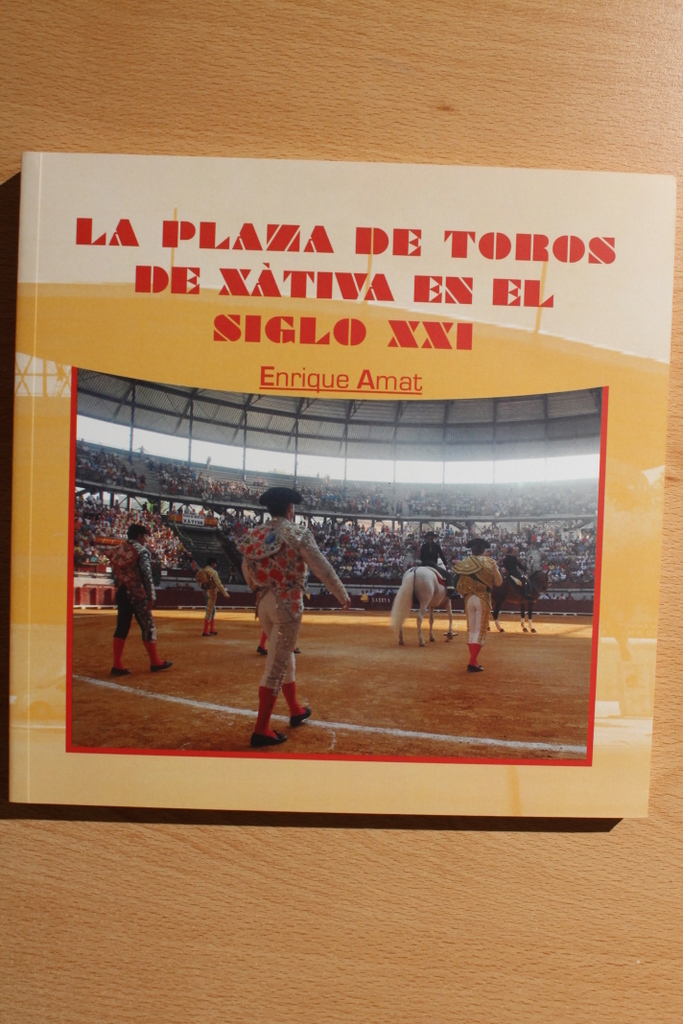 LA PLAZA DE TOROS
DE XÀTIVA EN EL
SIGLO XXI
Enrique Amat